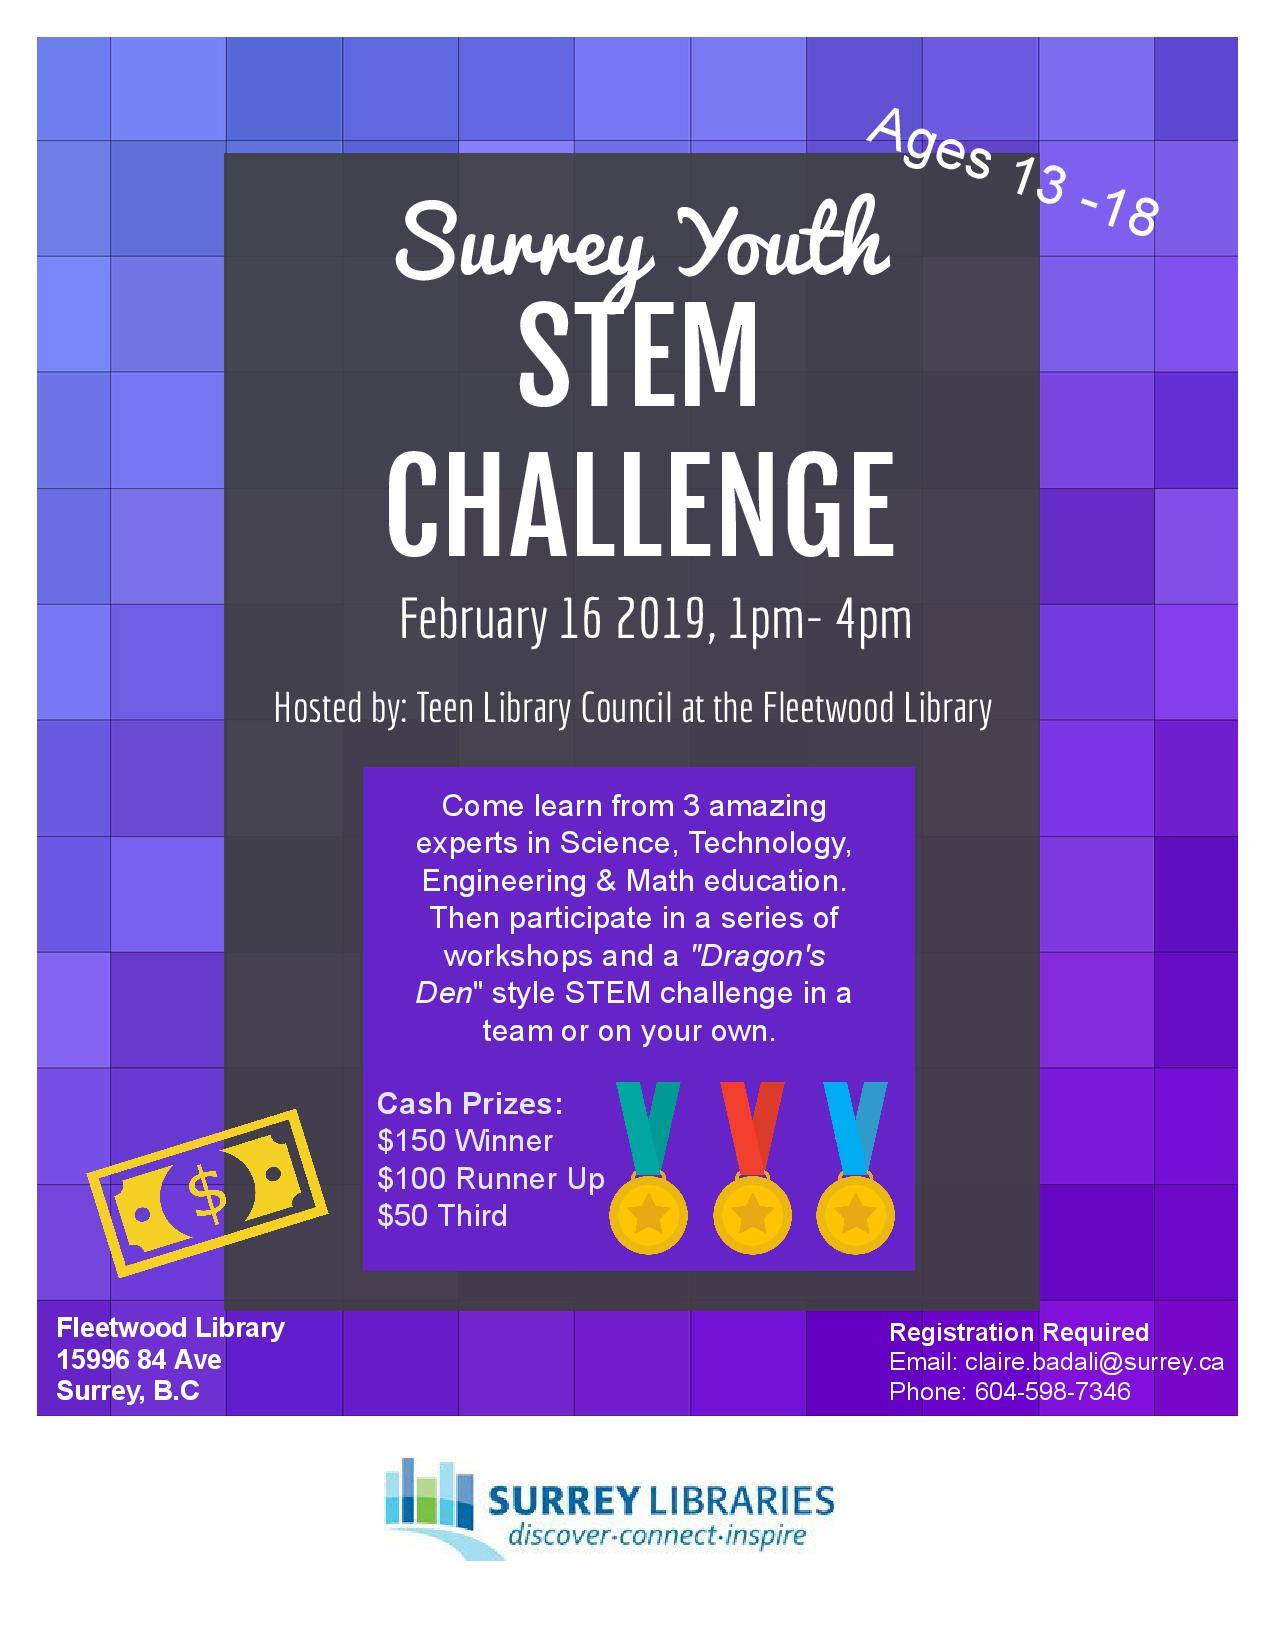 Ages 13 -18
Surrey Youth
STEM
CHALLENGE
February 16 2019, 1pm- 4pm
Hosted by: Teen Library Council at the Fleetwood Library
Come learn from 3 amazing
experts in Science, Technology,
Engineering & Math education.
Then participate in a series of
workshops and a "Dragon's
Den" style STEM challenge in a
team or on your own.
Cash Prizes:
$150 Winner
$100 Runner Up
$50 Third
$
Fleetwood Library
15996 84 Ave
Surrey, B.C
Registration Required
Email: claire.badali@surrey.ca
Phone: 604-598-7346
SURREY LIBRARIES
discover·connect·inspire